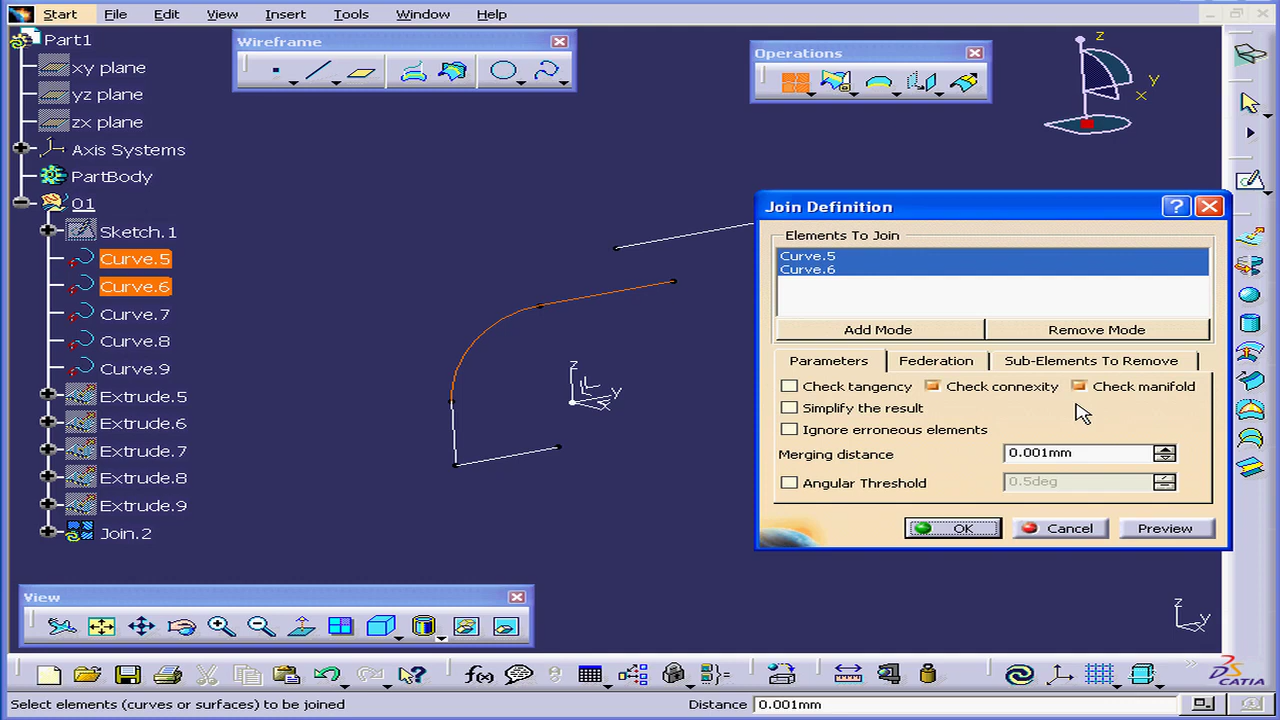 Start File Edit View Insert Tools Window Help
Part1
xy plane
yz plane
zx plane
Axis Systems
PartBody
01
Sketch.1
Curve.5
Curve.6
Curve.7
Curve.8
Curve.9
Extrude.5
Extrude.6
Extrude.7
Extrude.8
Extrude.9
Join.2
Wireframe
Operations
z
y
x
z
y
x
Join Definition
Elements To Join
Curve.5
Curve.6
Add Mode Remove Mode
Parameters Federation Sub-Elements To Remove
Check tangency Check connexity Check manifold
Simplify the result
Ignore erroneous elements
Merging distance 0.001mm
Angular Threshold 0.5deg
OK Cancel Preview
View
z
y
f(x)
CATIA
Select elements (curves or surfaces) to be joined Distance 0.001mm